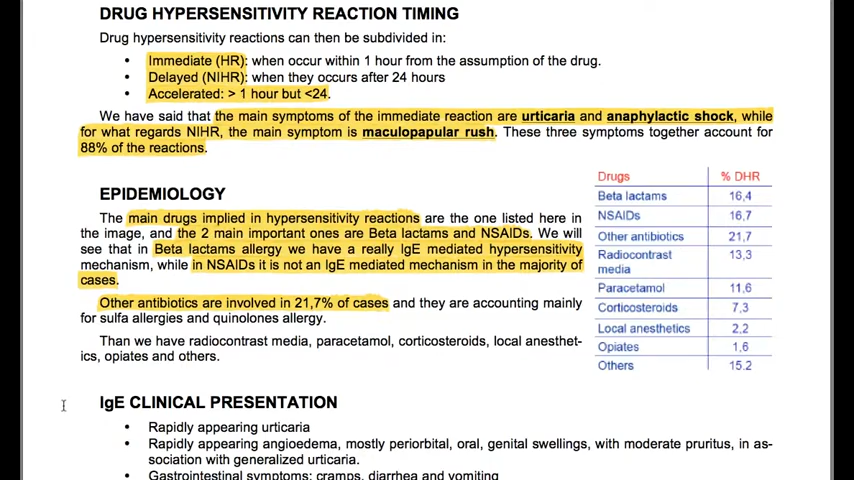 DRUG HYPERSENSITIVITY REACTION TIMING
Drug hypersensitivity reactions can then be subdivided in:
• Immediate (HR): when occur within 1 hour from the assumption of the drug.
• Delayed (NIHR): when they occurs after 24 hours
• Accelerated: > 1 hour but <24.
We have said that the main symptoms of the immediate reaction are urticaria and anaphylactic shock, while
for what regards NIHR, the main symptom is maculopapular rush. These three symptoms together account for
88% of the reactions.
EPIDEMIOLOGY
The main drugs implied in hypersensitivity reactions are the one listed here in
the image, and the 2 main important ones are Beta lactams and NSAIDs. We will
see that in Beta lactams allergy we have a really IgE mediated hypersensitivity
mechanism, while in NSAIDs it is not an IgE mediated mechanism in the majority of
cases.
Other antibiotics are involved in 21,7% of cases and they are accounting mainly
for sulfa allergies and quinolones allergy.
Than we have radiocontrast media, paracetamol, corticosteroids, local anesthet-
ics, opiates and others.
Drugs % DHR
Beta lactams 16,4
NSAIDs 16,7
Other antibiotics 21,7
Radiocontrast 13,3
media
Paracetamol 11,6
Corticosteroids 7,3
Local anesthetics 2,2
Opiates 1,6
Others 15.2
IgE CLINICAL PRESENTATION
• Rapidly appearing urticaria
• Rapidly appearing angioedema, mostly periorbital, oral, genital swellings, with moderate pruritus, in as-
sociation with generalized urticaria.
• Gastrointestinal symptoms: cramps, diarrhea and vomiting